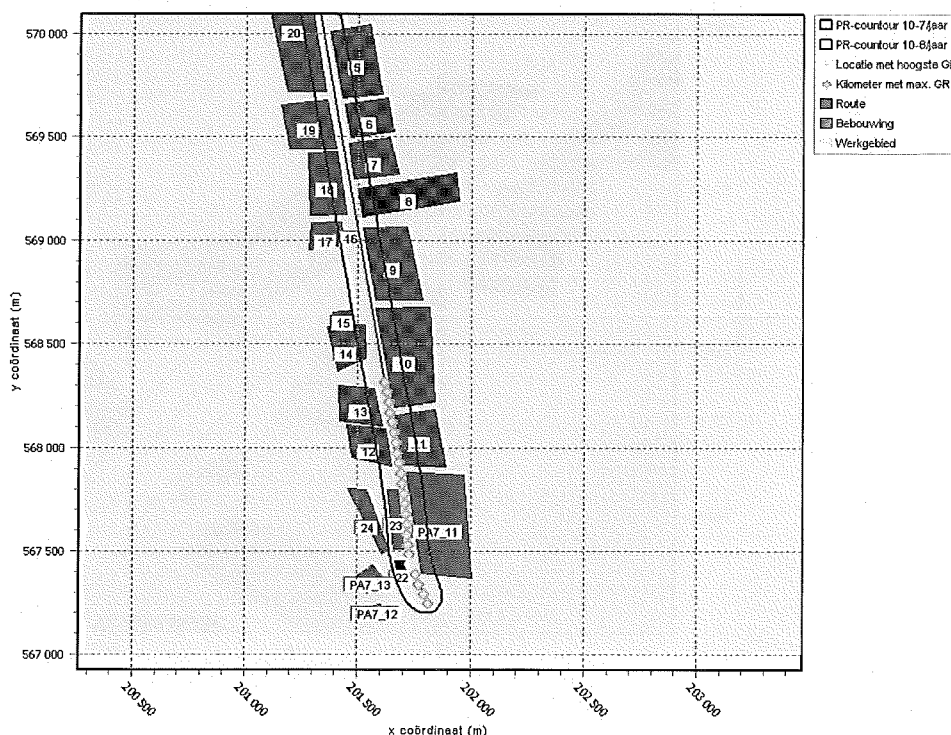 570 000
569 500
569 000
568 500
568 000
567 500
567 000
y coördinaat (m)
200 500
201 000
201 500
202 000
202 500
203 000
x coördinaat (m)
20
5
19
6
7
18
8
17
16
9
15
14
10
13
12
11
24
23
PA7_11
22
PA7_13
PA7_12
PR-countour 10-7/jaar
PR-countour 10-8/jaar
Locatie met hoogste
Kilometer met max. GR
Route
Bebouwing
Werkgebied